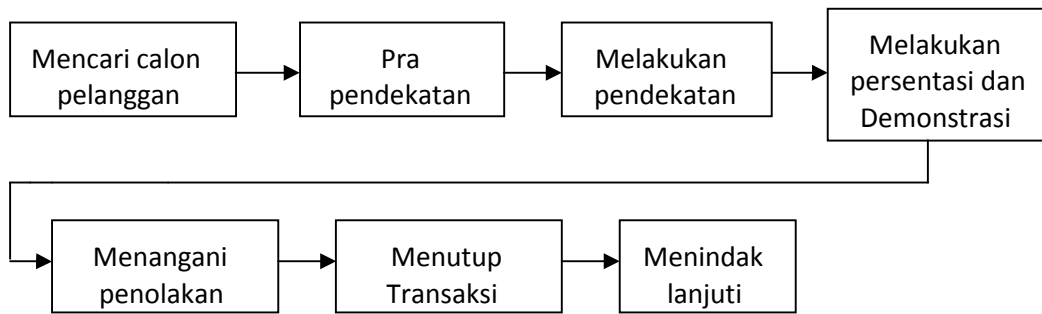 Mencari calon
pelanggan
Pra
pendekatan
Melakukan
pendekatan
Melakukan
persentasi dan
Demonstrasi
Menangani
penolakan
Menutup
Transaksi
Menindak
lanjuti